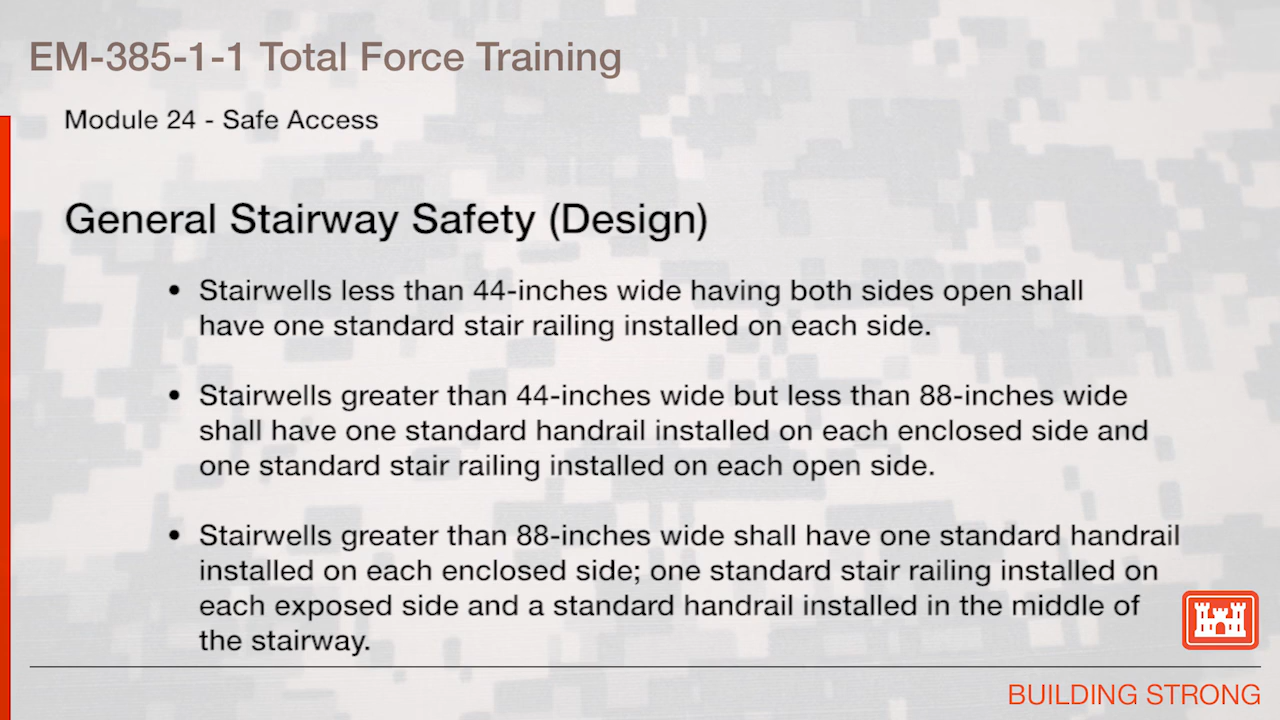 EM-385-1-1 Total Force Training
Module 24 - Safe Access
General Stairway Safety (Design)
• Stairwells less than 44-inches wide having both sides open shall
have one standard stair railing installed on each side.
• Stairwells greater than 44-inches wide but less than 88-inches wide
shall have one standard handrail installed on each enclosed side and
one standard stair railing installed on each open side.
• Stairwells greater than 88-inches wide shall have one standard handrail
installed on each enclosed side; one standard stair railing installed on
each exposed side and a standard handrail installed in the middle of
the stairway.
BUILDING STRONG